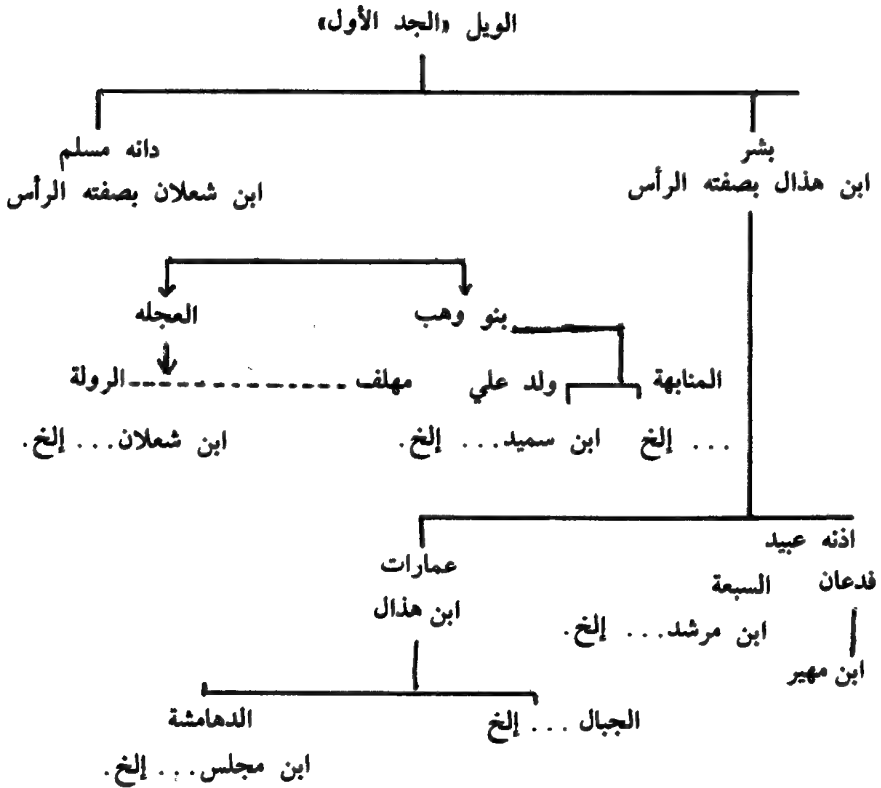 الويل «الجد الأول»
بشر
ابن هذال بصفته الرأس
دانه مسلم
ابن شعلان بصفته الرأس
بنو وهب
العجله
المنابهة
... إلخ
ولد علي
ابن سميد... إلخ.
مهلف
الرولة
ابن شعلان... إلخ.
اذنه عبيد
فدعان
ابن مهير
السبعة
ابن مرشد... إلخ.
عمارات
ابن هذال
الجبال ... إلخ
الدهامشة
ابن مجلس... إلخ.